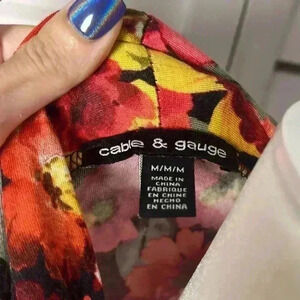 cable & gauge
M/M/M
MADE IN
CHINA
FABRIQUÉ
EN CHINE
HECHO
EN CHINA